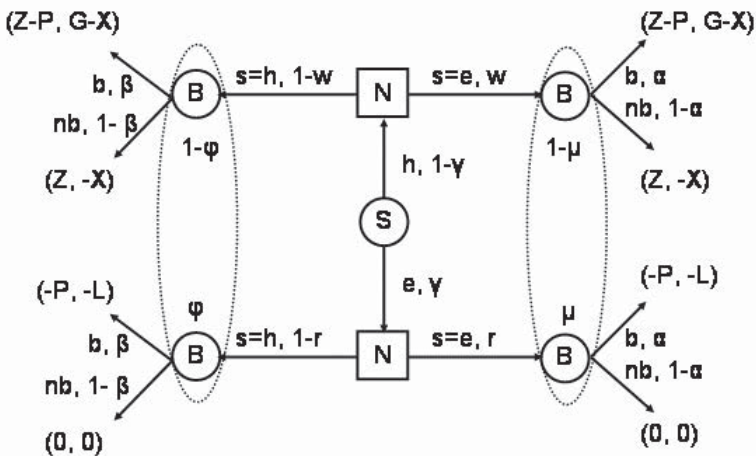 (Z-P, G-X)
(Z-P, G-X)
b, β
s=h, 1-w
s=e, w
b, α
B
N
B
nb, 1- β
nb, 1-α
1-φ
1-μ
(Z, -X)
h, 1-γ
(Z, -X)
S
(-P, -L)
e, γ
(-P, -L)
φ
μ
b, β
s=h, 1-r
s=e, r
b, α
B
N
B
nb, 1- β
nb, 1-α
(0, 0)
(0, 0)